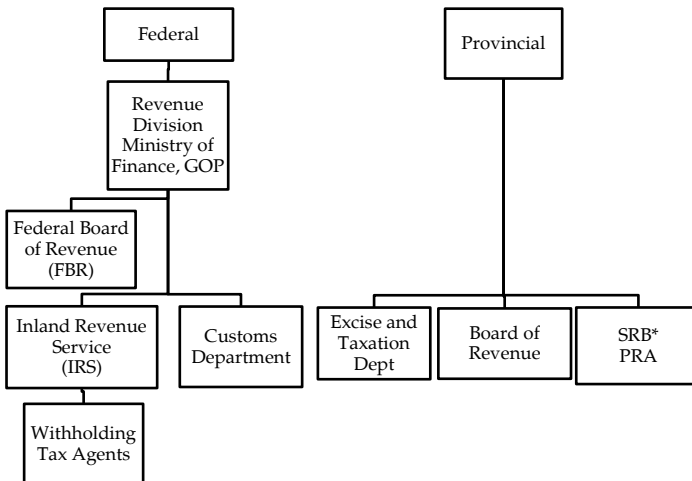 Federal
Provincial
Revenue
Division
Ministry of
Finance, GOP
Federal Board
of Revenue
(FBR)
Inland Revenue
Service
(IRS)
Customs
Department
Excise and
Taxation
Dept
Board of
Revenue
SRB*
PRA
Withholding
Tax Agents